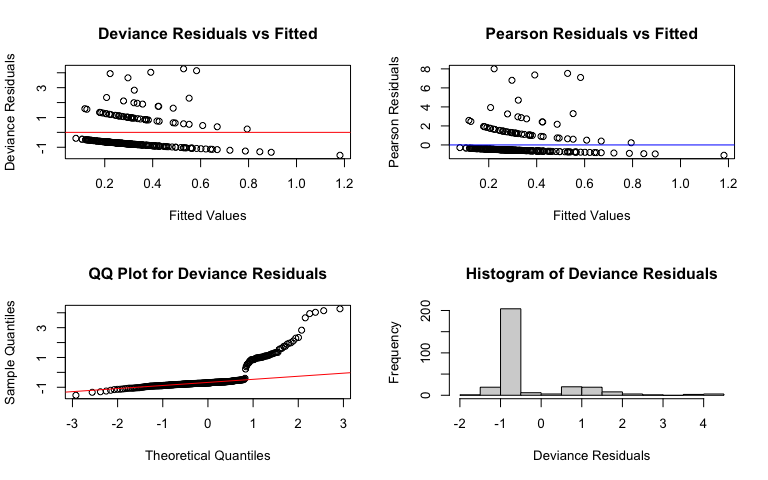 Deviance Residuals vs Fitted
Deviance Residuals
-1 1 3
0.2 0.4 0.6 0.8 1.0 1.2
Fitted Values
Pearson Residuals vs Fitted
Pearson Residuals
0 2 4 6 8
0.2 0.4 0.6 0.8 1.0 1.2
Fitted Values
QQ Plot for Deviance Residuals
Sample Quantiles
-1 1 3
-3 -2 -1 0 1 2 3
Theoretical Quantiles
Histogram of Deviance Residuals
Frequency
0 100 200
-2 -1 0 1 2 3 4
Deviance Residuals